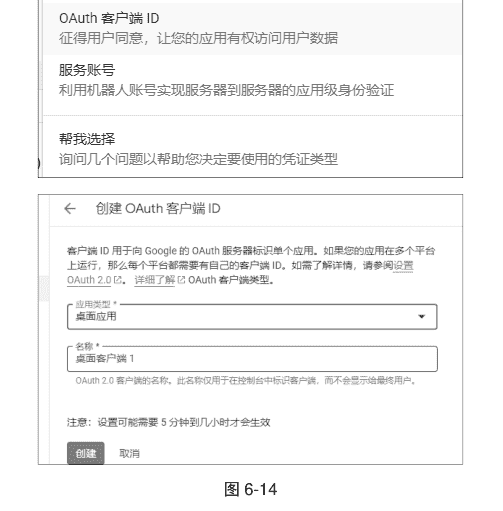 OAuth 客户端 ID
征得用户同意，让您的应用有权访问用户数据
服务账号
利用机器人账号实现服务器到服务器的应用级身份验证
帮我选择
询问几个问题以帮助您决定要使用的凭证类型
← 创建 OAuth 客户端 ID
客户端 ID 用于向 Google 的 OAuth 服务器标识单个应用。如果您的应用在多个平台
上运行，那么每个平台都需要有自己的客户端 ID。如需了解详情，请参阅设置
OAuth 2.0。详细了解 OAuth 客户端类型。
应用类型 *
桌面应用
名称 *
桌面客户端 1
OAuth 2.0 客户端的名称。此名称仅用于在控制台中标识客户端，而不会显示给最终用户。
注意：设置可能需要 5 分钟到几小时才会生效
创建 取消
图 6-14